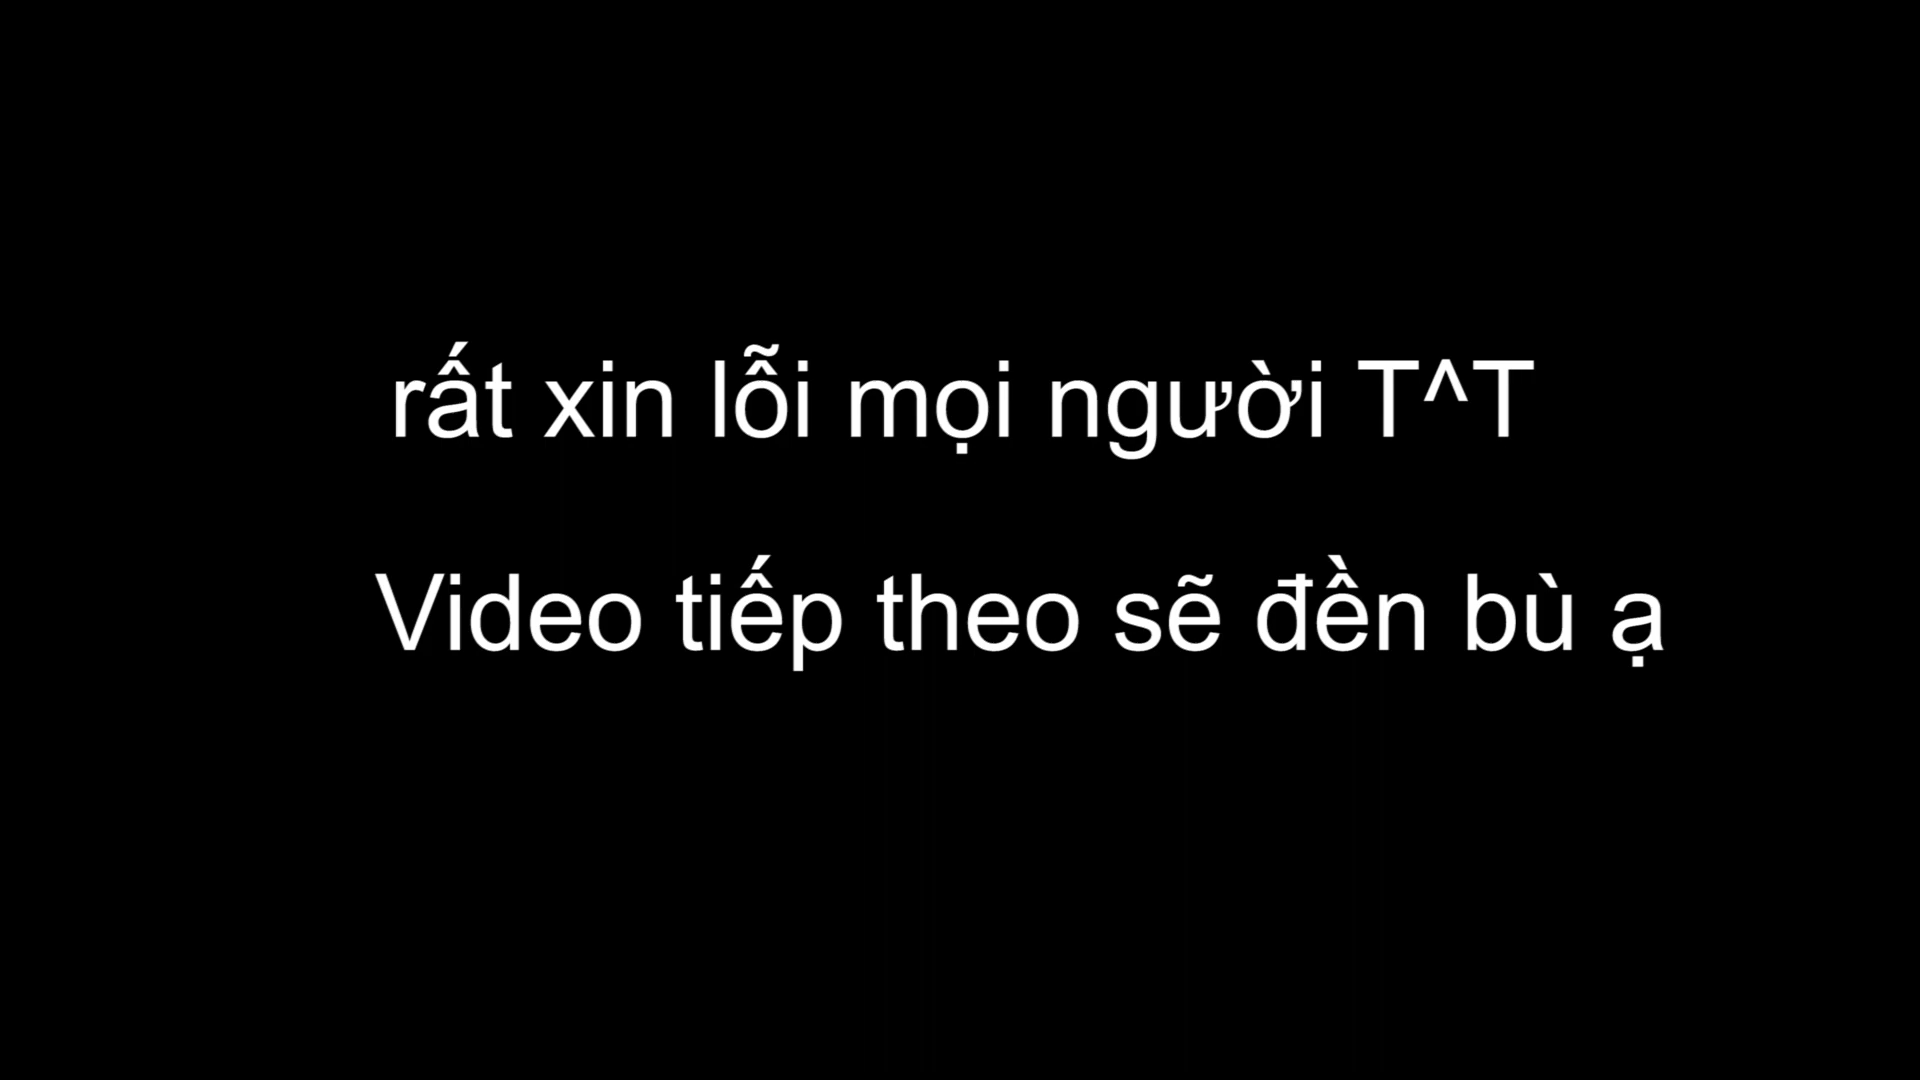 rất xin lỗi mọi người T^T
Video tiếp theo sẽ đền bù ạ